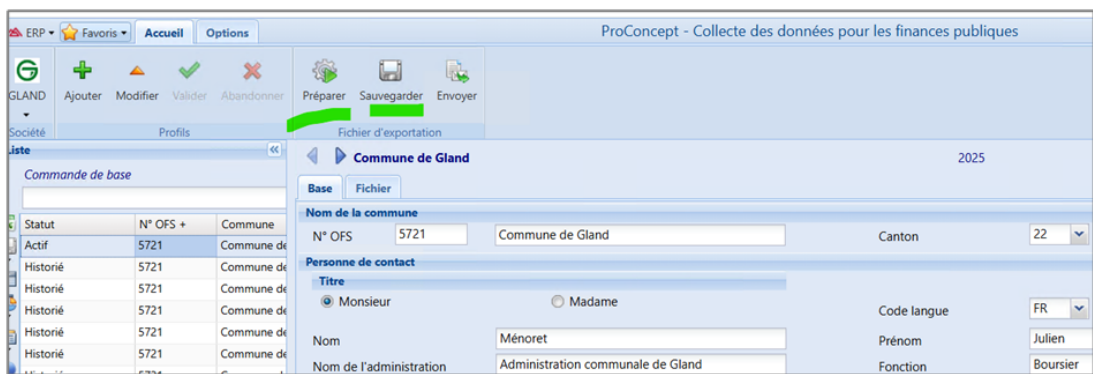 ERP Favoris Accueil Options ProConcept - Collecte des données pour les finances publiques
GLAND Ajouter Modifier Valider Abandonner Préparer Sauvegarder Envoyer
Société Profils Fichier d'exportation
Liste
Commande de base
Commune de Gland 2025
Base Fichier
Nom de la commune
N° OFS 5721 Commune de Gland Canton 22
Personne de contact
Titre
Monsieur Madame
Code langue FR
Nom Ménoret Prénom Julien
Nom de l'administration Administration communale de Gland Fonction Boursier
Statut N° OFS + Commune
Actif 5721 Commune de
Historié 5721 Commune de
Historié 5721 Commune de
Historié 5721 Commune de
Historié 5721 Commune de
Historié 5721 Commune de